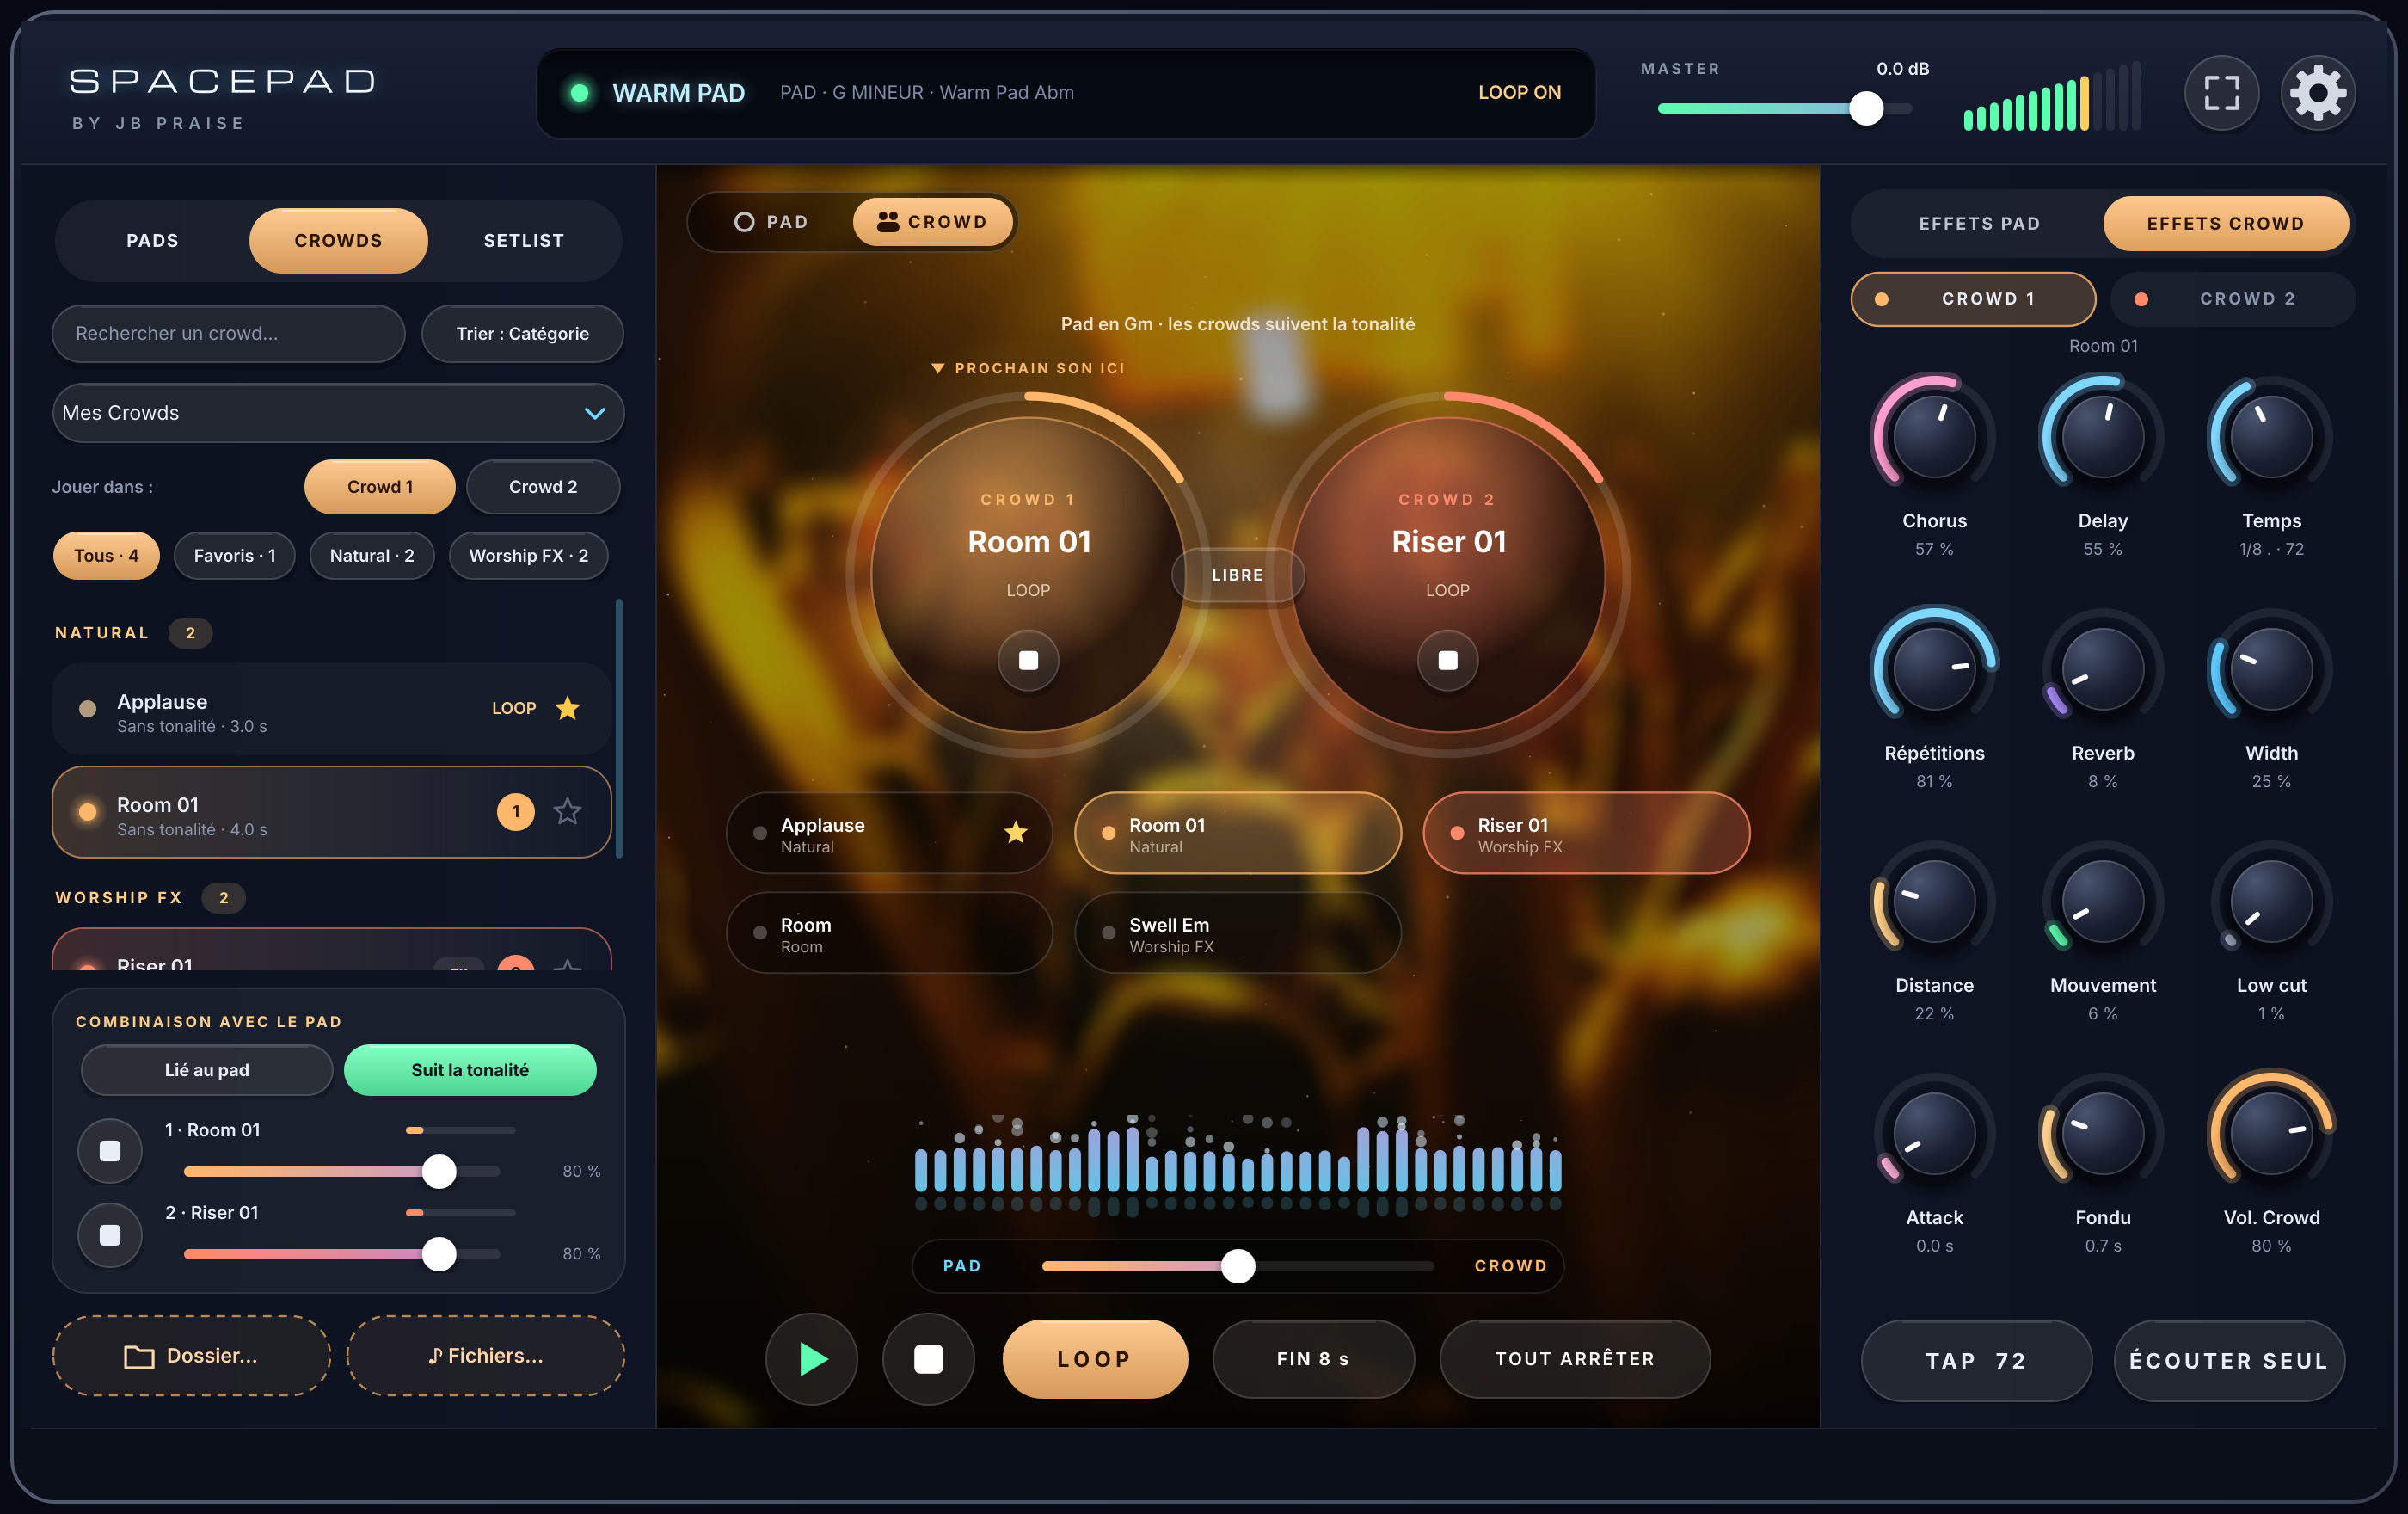 SPACEPAD
BY JB PRAISE
WARM PAD
PAD · G MINEUR · Warm Pad Abm
LOOP ON
MASTER
0.0 dB
PADS
CROWDS
SETLIST
Rechercher un crowd...
Trier : Catégorie
Mes Crowds
Jouer dans :
Crowd 1
Crowd 2
Tous · 4
Favoris · 1
Natural · 2
Worship FX · 2
NATURAL
2
Applause
Sans tonalité · 3.0 s
LOOP
Room 01
Sans tonalité · 4.0 s
1
WORSHIP FX
2
Riser 01
COMBINAISON AVEC LE PAD
Lié au pad
Suit la tonalité
1 · Room 01
80 %
2 · Riser 01
80 %
Dossier...
Fichiers...
PAD
CROWD
Pad en Gm · les crowds suivent la tonalité
PROCHAIN SON ICI
CROWD 1
Room 01
LOOP
LIBRE
CROWD 2
Riser 01
LOOP
Applause
Natural
Room 01
Natural
Riser 01
Worship FX
Room
Room
Swell Em
Worship FX
PAD
CROWD
LOOP
FIN 8 s
TOUT ARRÊTER
EFFETS PAD
EFFETS CROWD
CROWD 1
CROWD 2
Room 01
Chorus
57 %
Delay
55 %
Temps
1/8 . · 72
Répétitions
81 %
Reverb
8 %
Width
25 %
Distance
22 %
Mouvement
6 %
Low cut
1 %
Attack
0.0 s
Fondu
0.7 s
Vol. Crowd
80 %
TAP 72
ÉCOUTER SEUL